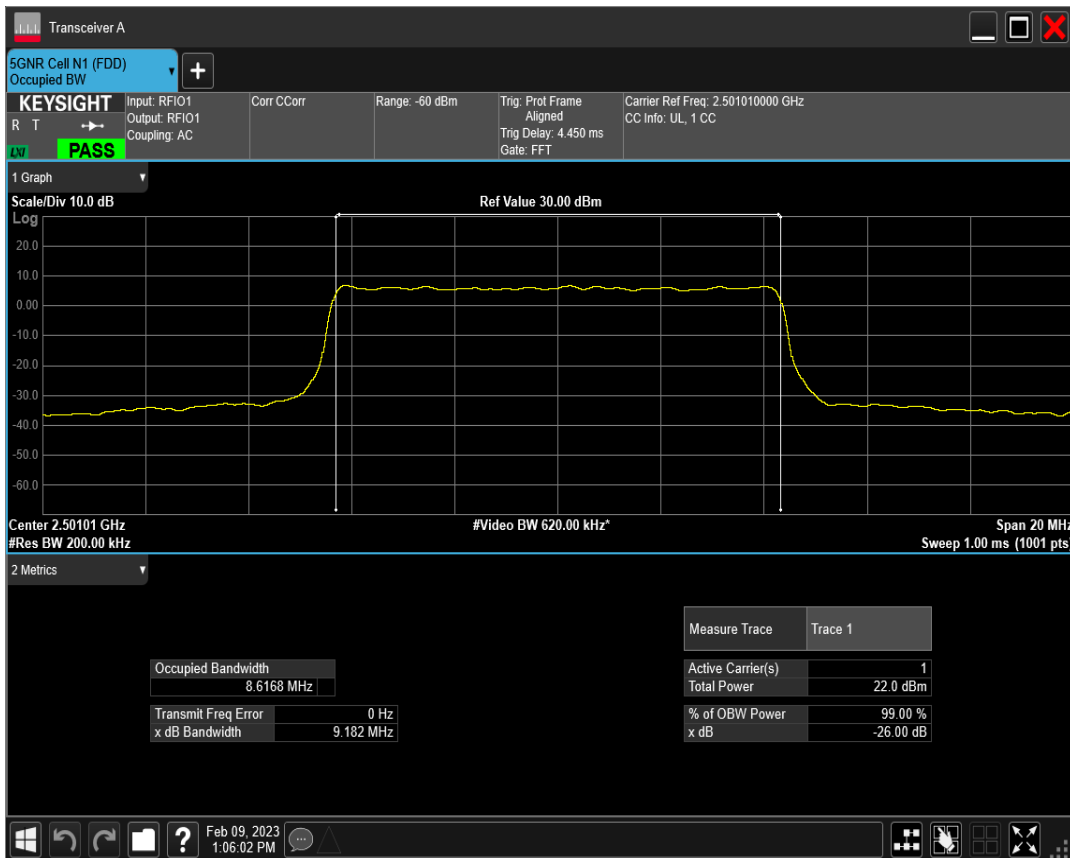 Transceiver A
5GNR Cell N1 (FDD)
Occupied BW
+
KEYSIGHT
R T
LXI
PASS
Input: RFIO1
Output: RFIO1
Coupling: AC
Corr CCorr
Range: -60 dBm
Trig: Prot Frame
Aligned
Trig Delay: 4.450 ms
Gate: FFT
Carrier Ref Freq: 2.501010000 GHz
CC Info: UL, 1 CC
1 Graph
Scale/Div 10.0 dB
Ref Value 30.00 dBm
Log
20.0
10.0
0.00
-10.0
-20.0
-30.0
-40.0
-50.0
-60.0
Center 2.50101 GHz
#Video BW 620.00 kHz*
Span 20 MHz
#Res BW 200.00 kHz
Sweep 1.00 ms (1001 pts)
2 Metrics
Measure Trace Trace 1
Occupied Bandwidth
8.6168 MHz
Active Carrier(s) 1
Total Power 22.0 dBm
Transmit Freq Error 0 Hz
x dB Bandwidth 9.182 MHz
% of OBW Power 99.00 %
x dB -26.00 dB
?
Feb 09, 2023
1:06:02 PM